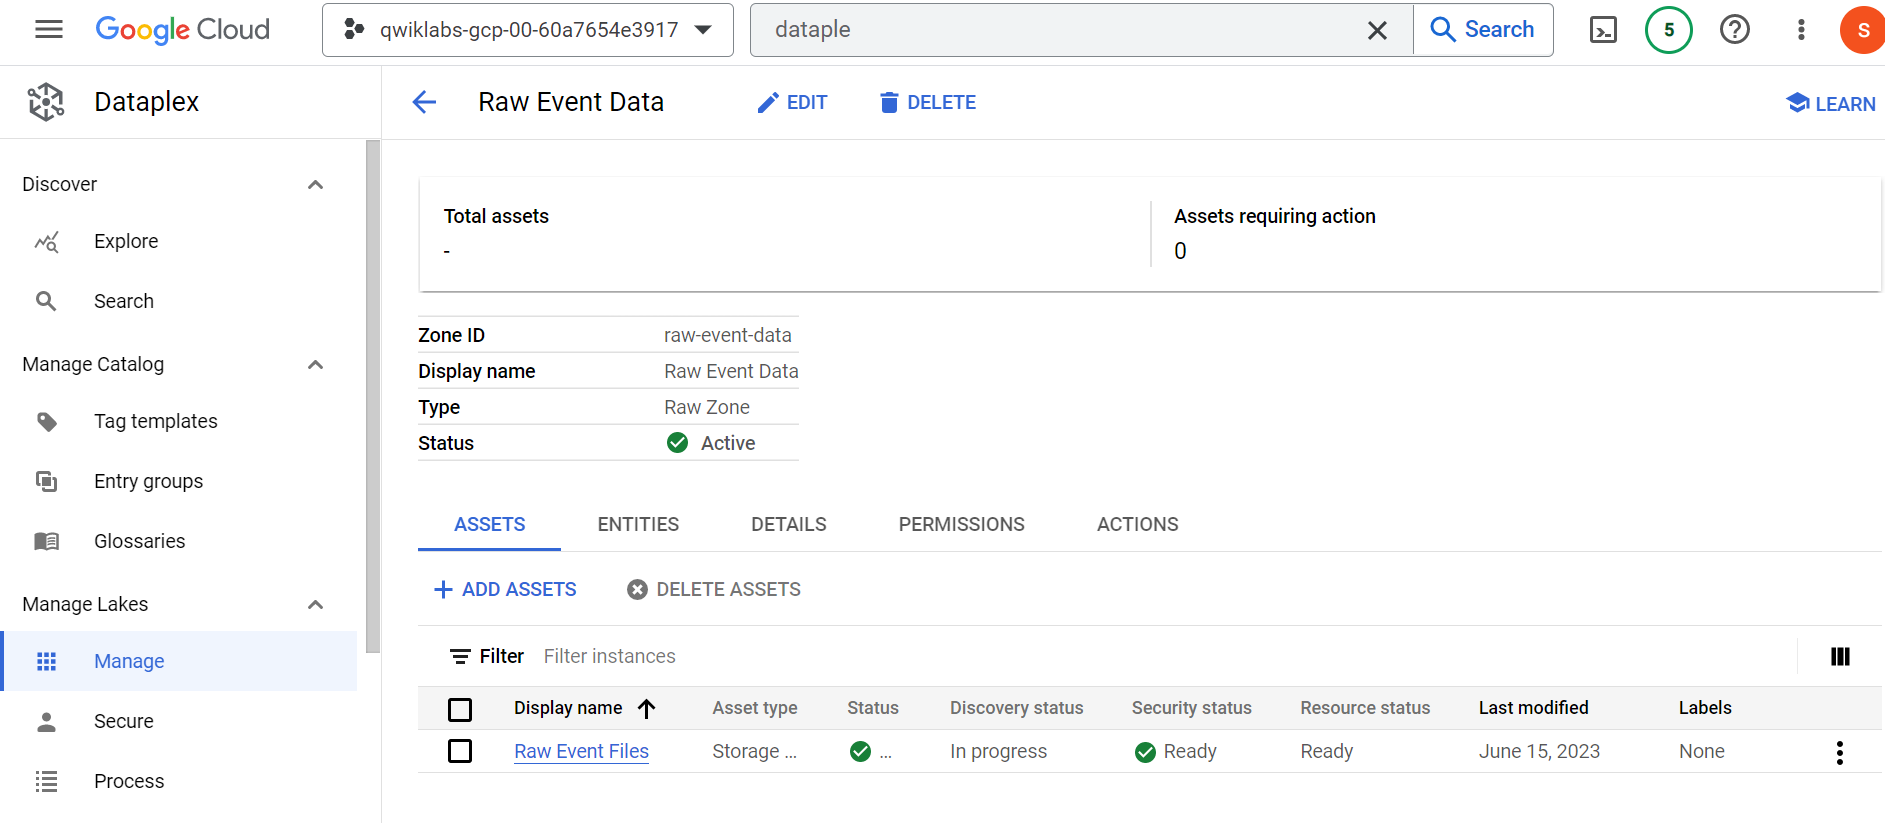 Google Cloud
qwiklabs-gcp-00-60a7654e3917
dataple
Search
5
S
Dataplex
Raw Event Data
EDIT
DELETE
LEARN
Discover
Explore
Search
Manage Catalog
Tag templates
Entry groups
Glossaries
Manage Lakes
Manage
Secure
Process
Total assets
-
Assets requiring action
0
Zone ID raw-event-data
Display name Raw Event Data
Type Raw Zone
Status Active
ASSETS ENTITIES DETAILS PERMISSIONS ACTIONS
ADD ASSETS DELETE ASSETS
Filter Filter instances
Display name Asset type Status Discovery status Security status Resource status Last modified Labels
Raw Event Files Storage ... ... In progress Ready Ready June 15, 2023 None